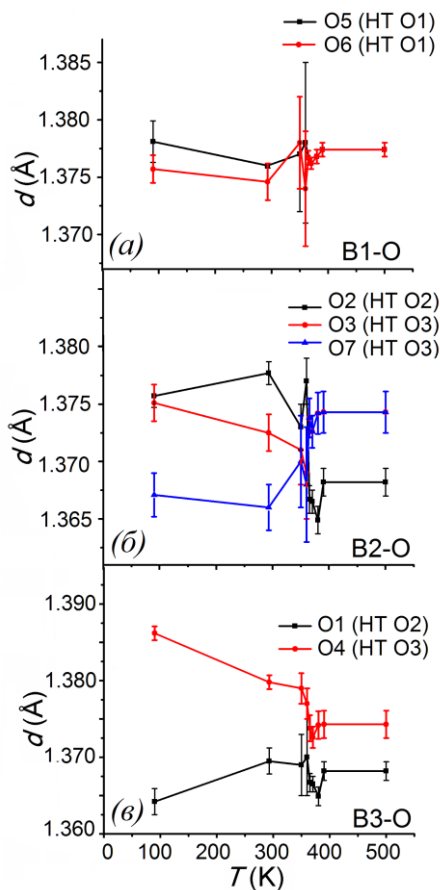 O5 (HT O1)
O6 (HT O1)
1.385
1.380
1.375
1.370
d (Å)
(а)
B1-O
O2 (HT O2)
O3 (HT O3)
O7 (HT O3)
1.380
1.375
1.370
1.365
d (Å)
(б)
B2-O
1.390
1.380
1.370
1.360
d (Å)
O1 (HT O2)
O4 (HT O3)
(в)
B3-O
0 100 200 300 400 500
T (K)